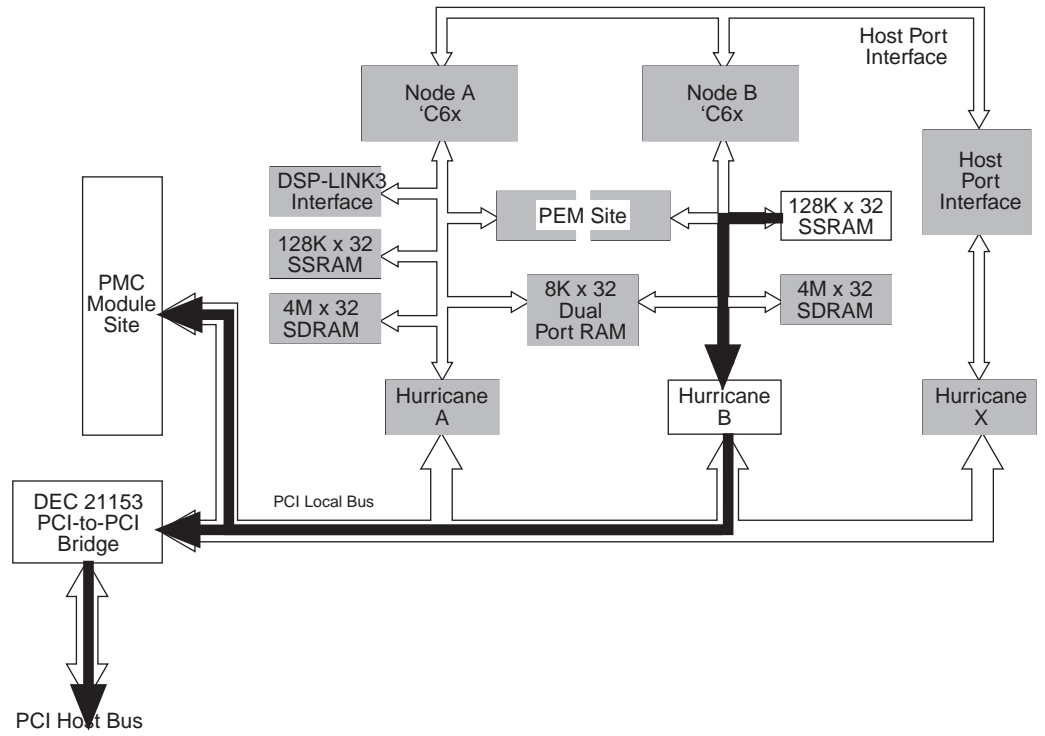 Host Port
Interface
Node A
‘C6x
Node B
‘C6x
Host
Port
Interface
DSP-LINK3
Interface
PEM Site
128K x 32
SSRAM
128K x 32
SSRAM
PMC
Module
Site
4M x 32
SDRAM
8K x 32
Dual
Port RAM
4M x 32
SDRAM
Hurricane
A
Hurricane
B
Hurricane
X
DEC 21153
PCI-to-PCI
Bridge
PCI Local Bus
PCI Host Bus